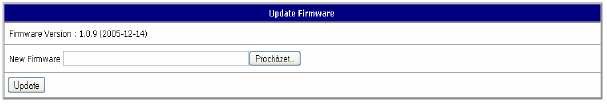 Update Firmware
Firmware Version : 1.0.9 (2005-12-14)
New Firmware Procházet...
Update